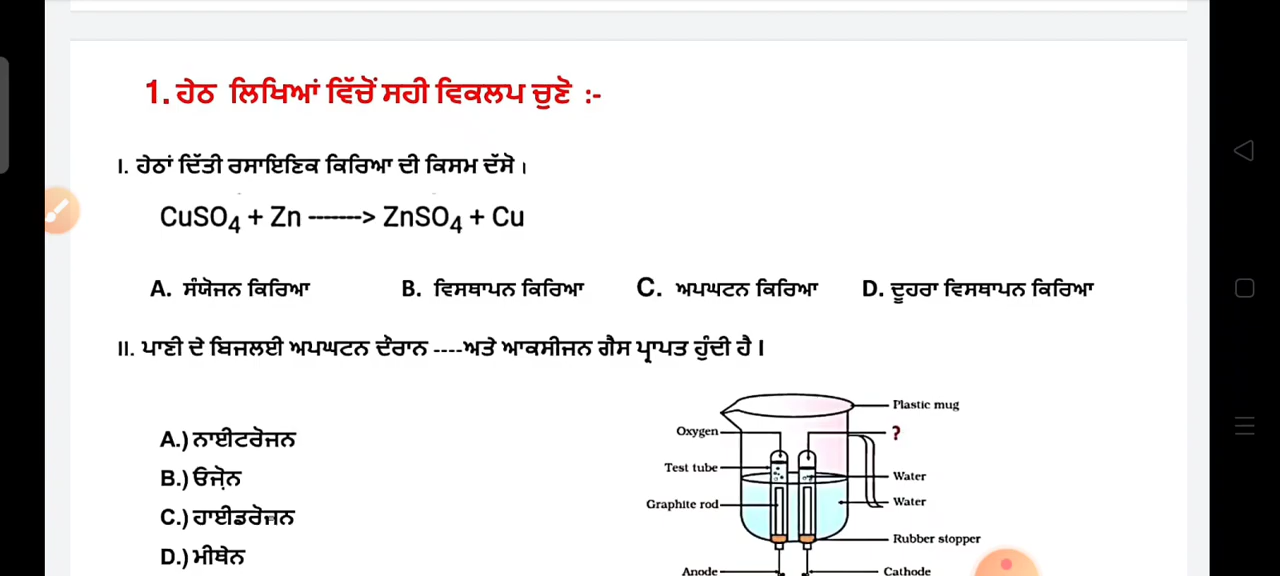 1. ਹੇਠ ਲਿਖਿਆਂ ਵਿੱਚੋਂ ਸਹੀ ਵਿਕਲਪ ਚੁਣੋ :-
I. ਹੇਠਾਂ ਦਿੱਤੀ ਰਸਾਇਣਿਕ ਕਿਰਿਆ ਦੀ ਕਿਸਮ ਦੱਸੋ ।
CuSO4 + Zn -------> ZnSO4 + Cu
A. ਸੰਯੋਜਨ ਕਿਰਿਆ B. ਵਿਸਥਾਪਨ ਕਿਰਿਆ C. ਅਪਘਟਨ ਕਿਰਿਆ D. ਦੂਹਰਾ ਵਿਸਥਾਪਨ ਕਿਰਿਆ
II. ਪਾਣੀ ਦੇ ਬਿਜਲਈ ਅਪਘਟਨ ਦੌਰਾਨ ----ਅਤੇ ਆਕਸੀਜਨ ਗੈਸ ਪ੍ਰਾਪਤ ਹੁੰਦੀ ਹੈ I
A.) ਨਾਈਟਰੋਜਨ
B.) ਓਜ਼ੋਨ
C.) ਹਾਈਡਰੋਜਨ
D.) ਮੀਥੇਨ
Plastic mug
Oxygen ?
Test tube Water
Graphite rod Water
Rubber stopper
Anode Cathode